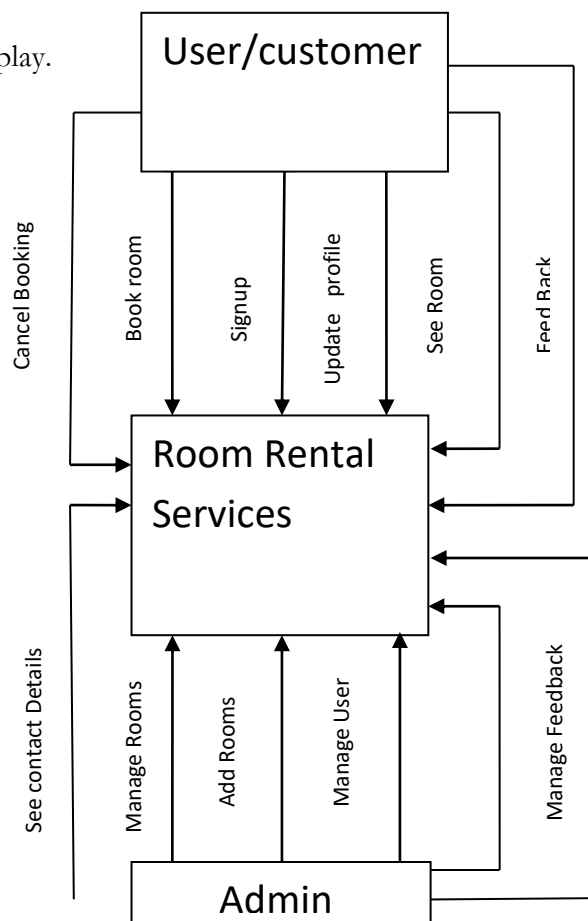 play.
User/customer
Cancel Booking
Book room
Signup
Update profile
See Room
Feed Back
Room Rental
Services
See contact Details
Manage Rooms
Add Rooms
Manage User
Manage Feedback
Admin